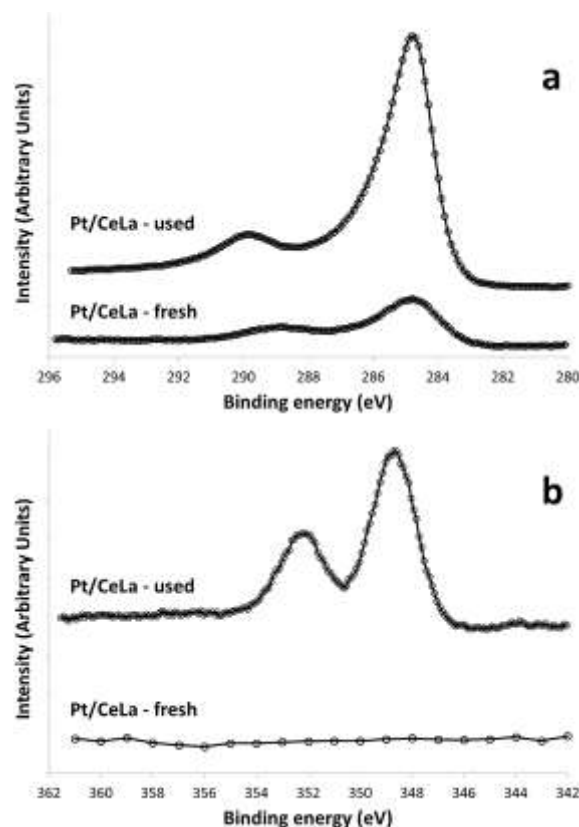 a
Intensity (Arbitrary Units)
Pt/CeLa - used
Pt/CeLa - fresh
296 294 292 290 288 286 284 282 280
Binding energy (eV)
b
Intensity (Arbitrary Units)
Pt/CeLa - used
Pt/CeLa - fresh
362 360 358 356 354 352 350 348 346 344 342
Binding energy (eV)